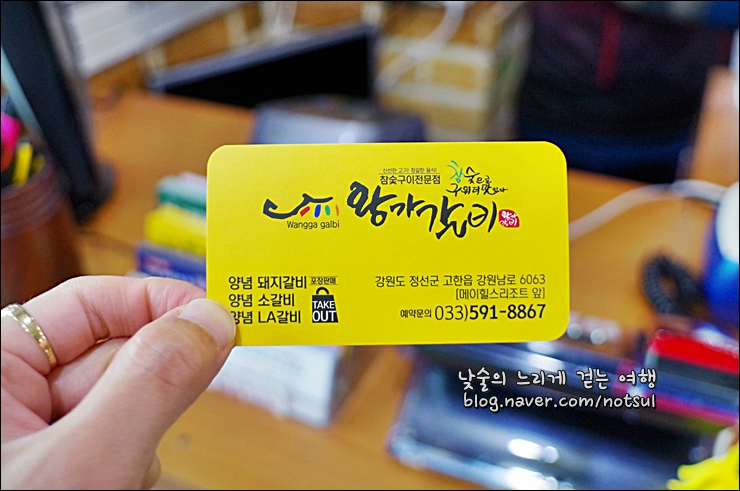 신선한 고기! 정갈한 음식!
참숯구이전문점
참숯으로
구워 더 맛있다
Wangga galbi
왕가갈비
왕가
갈비
양념 돼지갈비 포장판매
양념 소갈비
양념 LA갈비
TAKE
OUT
강원도 정선군 고한읍 강원남로 6063
[메이힐스리조트 앞]
예약문의 033)591-8867
낮술의 느리게 걷는 여행
blog.naver.com/notsul